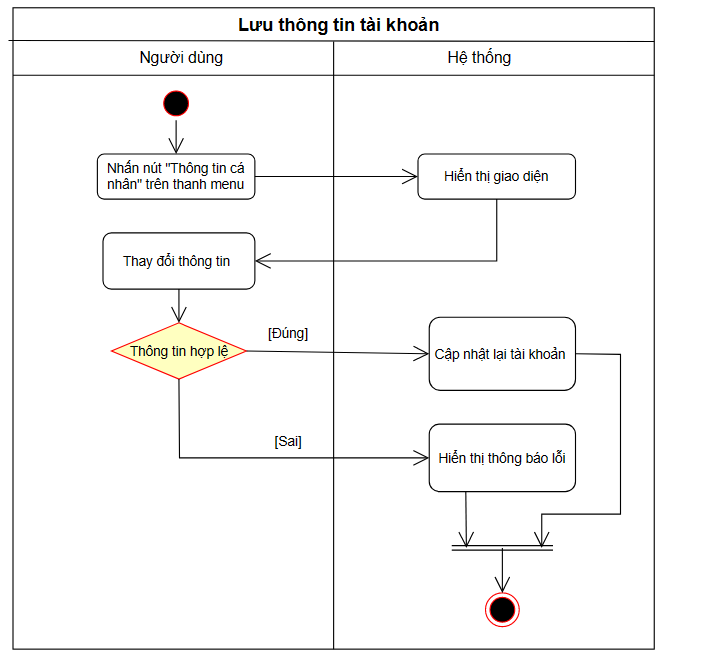 Lưu thông tin tài khoản
Người dùng
Hệ thống
Nhấn nút "Thông tin cá
nhân" trên thanh menu
Hiển thị giao diện
Thay đổi thông tin
[Đúng]
Thông tin hợp lệ
Cập nhật lại tài khoản
[Sai]
Hiển thị thông báo lỗi